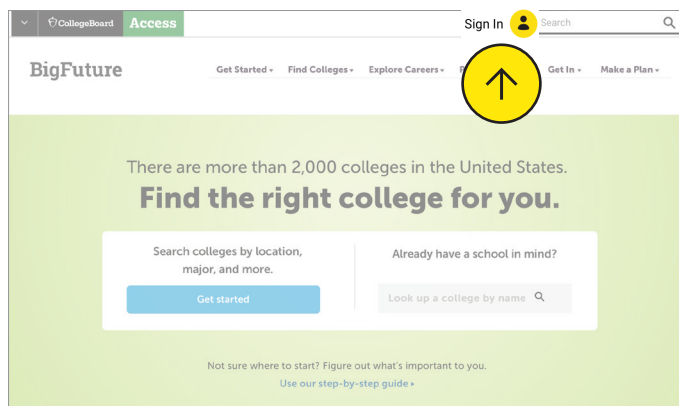 CollegeBoard Access Sign In Search
BigFuture Get Started Find Colleges Explore Careers Get In Make a Plan
There are more than 2,000 colleges in the United States.
Find the right college for you.
Search colleges by location,
major, and more.
Get started
Already have a school in mind?
Look up a college by name
Not sure where to start? Figure out what's important to you.
Use our step-by-step guide